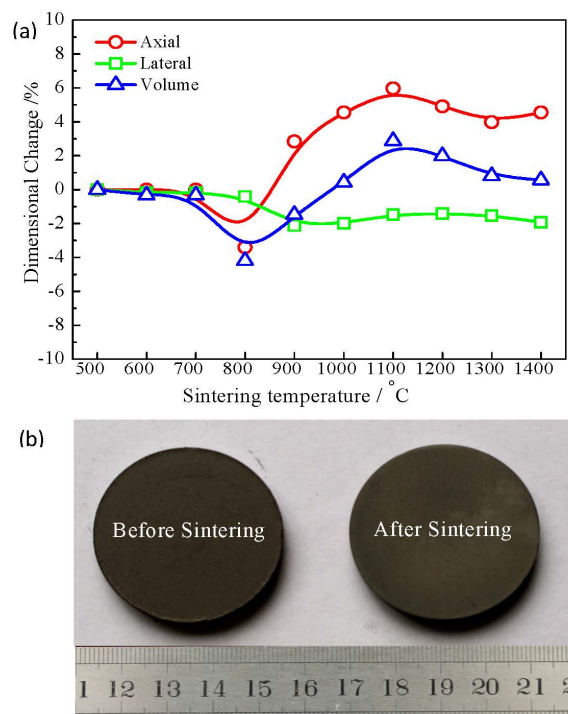 (a)
Axial
Lateral
Volume
Dimensional Change /%
10
8
6
4
2
0
-2
-4
-6
-8
-10
500 600 700 800 900 1000 1100 1200 1300 1400
Sintering temperature / °C
(b)
Before Sintering
After Sintering
1 12 13 14 15 16 17 18 19 20 21 2